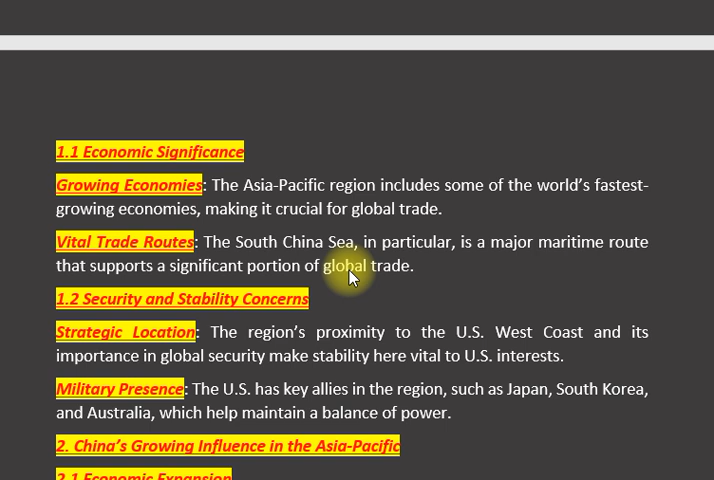 1.1 Economic Significance
Growing Economies: The Asia-Pacific region includes some of the world’s fastest-
growing economies, making it crucial for global trade.
Vital Trade Routes: The South China Sea, in particular, is a major maritime route
that supports a significant portion of global trade.
1.2 Security and Stability Concerns
Strategic Location: The region’s proximity to the U.S. West Coast and its
importance in global security make stability here vital to U.S. interests.
Military Presence: The U.S. has key allies in the region, such as Japan, South Korea,
and Australia, which help maintain a balance of power.
2. China’s Growing Influence in the Asia-Pacific
2.1 Economic Expansion